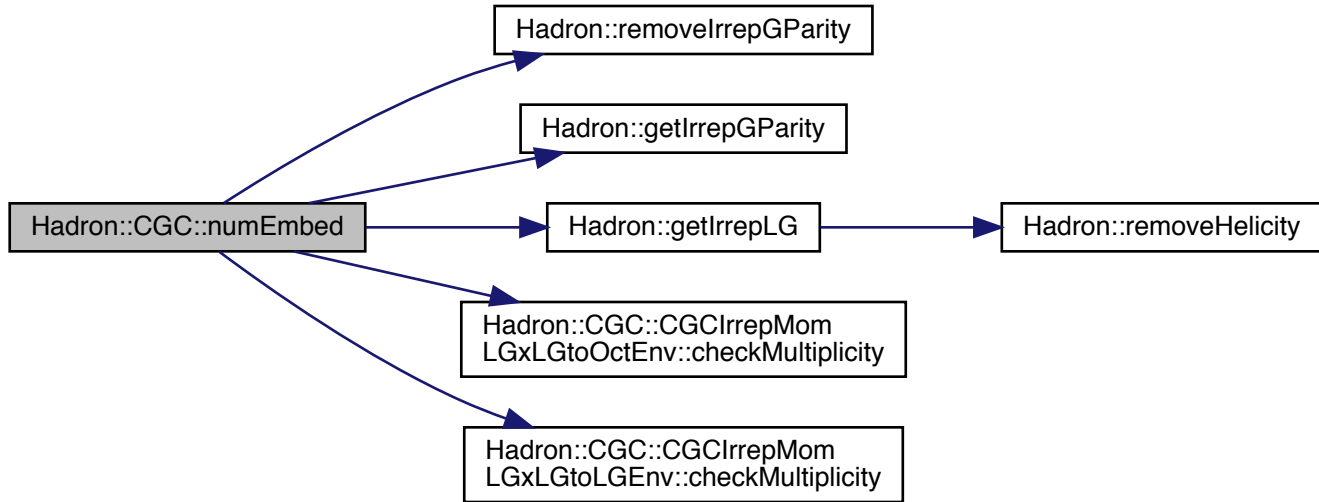 Hadron::removeIrrepGParity
Hadron::getIrrepGParity
Hadron::CGC::numEmbed
Hadron::getIrrepLG
Hadron::removeHelicity
Hadron::CGC::CGCIrrepMom
LGxLGtoOctEnv::checkMultiplicity
Hadron::CGC::CGCIrrepMom
LGxLGtoLGEnv::checkMultiplicity